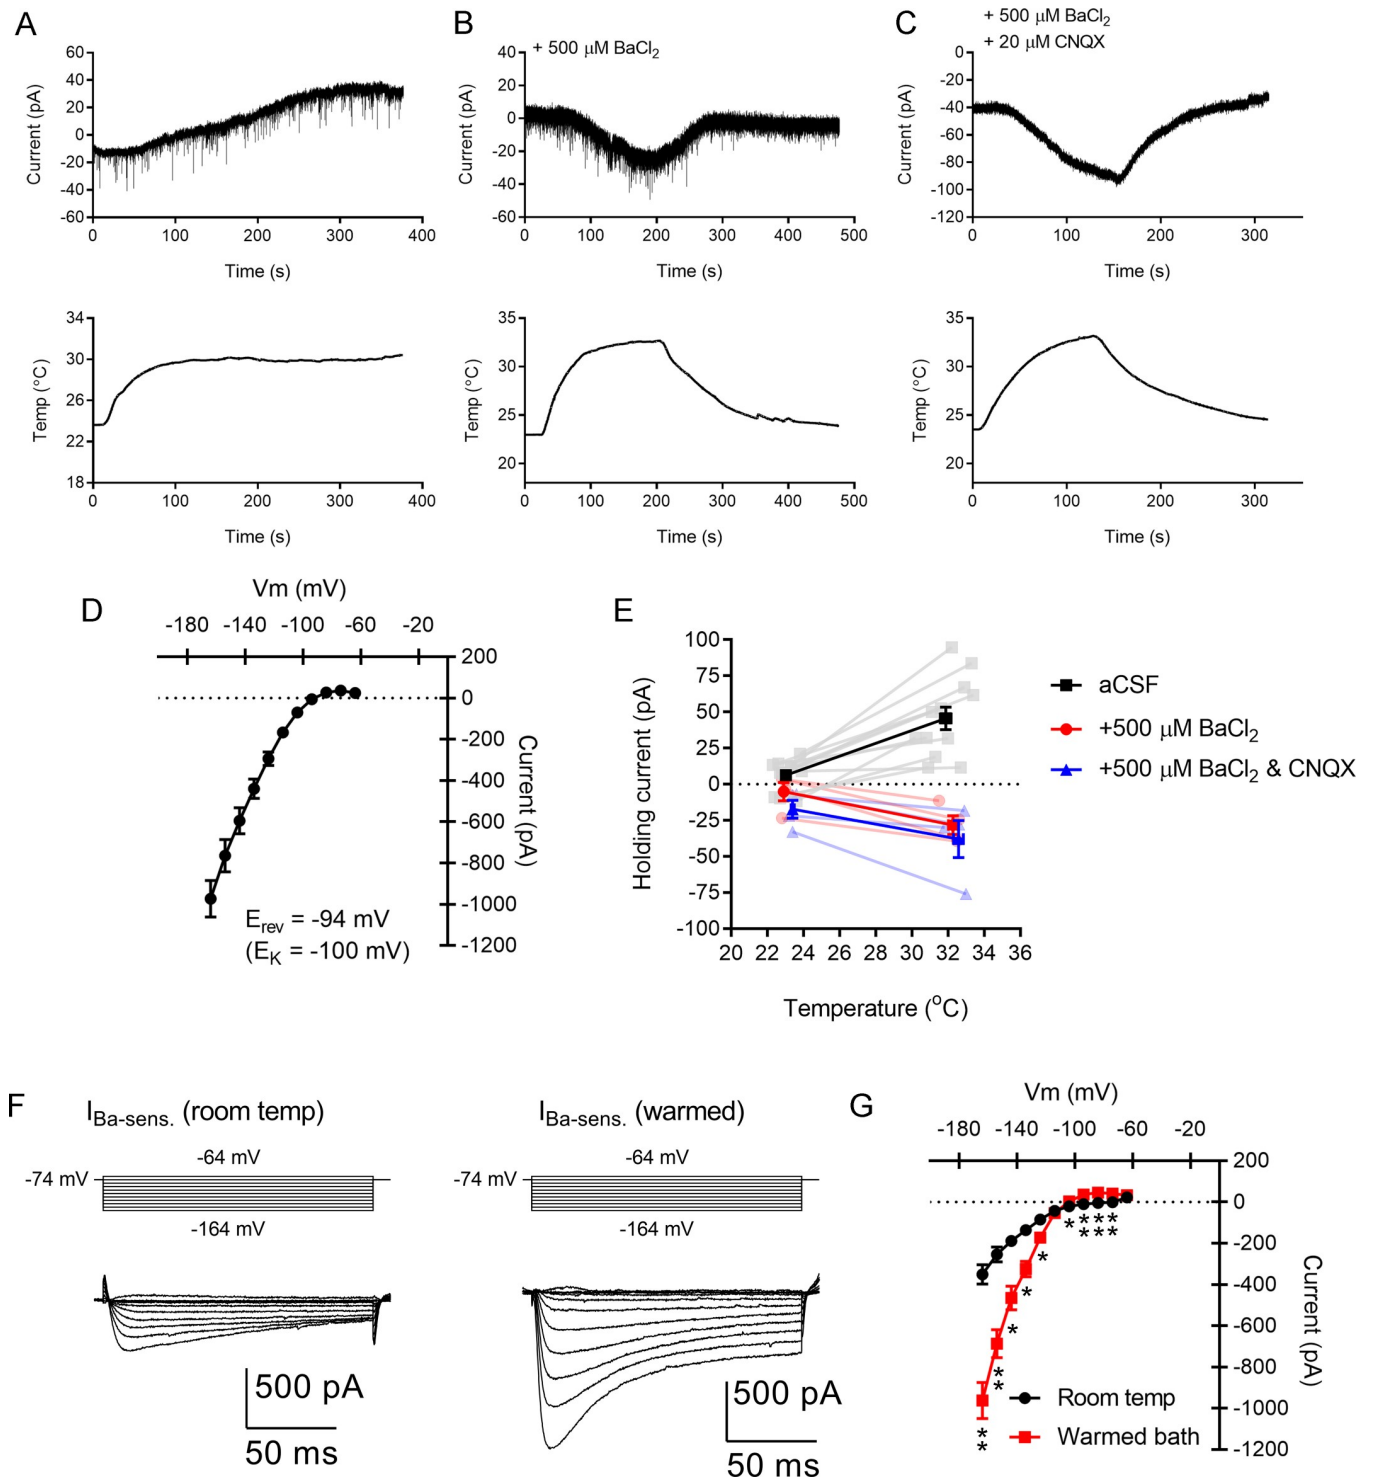 A
60
40
20
0
-20
-40
-60
Current (pA)
0 100 200 300 400
Time (s)
34
30
26
22
18
Temp (°C)
0 100 200 300 400
Time (s)
B
+ 500 μM BaCl2
40
20
0
-20
-40
-60
Current (pA)
0 100 200 300 400 500
Time (s)
35
30
25
20
Temp (°C)
0 100 200 300 400 500
Time (s)
C
+ 500 μM BaCl2
+ 20 μM CNQX
0
-20
-40
-60
-80
-100
-120
Current (pA)
0 100 200 300
Time (s)
35
30
25
20
Temp (°C)
0 100 200 300
Time (s)
D
Vm (mV)
-180 -140 -100 -60 -20
200
0
-200
-400
-600
-800
-1000
-1200
Current (pA)
Erev = -94 mV
(EK = -100 mV)
E
100
75
50
25
0
-25
-50
-75
-100
Holding current (pA)
20 22 24 26 28 30 32 34 36
Temperature (oC)
aCSF
+500 μM BaCl2
+500 μM BaCl2 & CNQX
F
IBa-sens. (room temp)
-64 mV
-74 mV
-164 mV
500 pA
50 ms
IBa-sens. (warmed)
-64 mV
-74 mV
-164 mV
500 pA
50 ms
G
Vm (mV)
-180 -140 -100 -60 -20
200
0
-200
-400
-600
-800
-1000
-1200
Current (pA)
* * * *
* * *
*
*
*
*
*
*
*
Room temp
Warmed bath